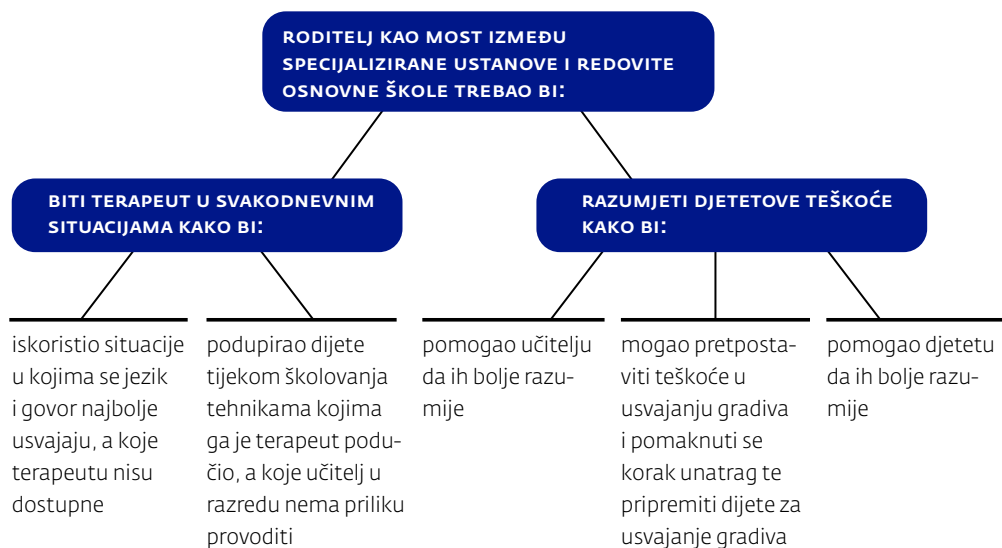 RODITELJ KAO MOST IZMEĐU
SPECIJALIZIRANE USTANOVE I REDOVITE
OSNOVNE ŠKOLE TREBAO BI:
BITI TERAPEUT U SVAKODNEVNIM
SITUACIJAMA KAKO BI:
RAZUMJETI DJETETOVE TEŠKOĆE
KAKO BI:
iskoristio situacije
u kojima se jezik
i govor najbolje
usvajaju, a koje
terapeutu nisu
dostupne
podupirao dijete
tijekom školovanja
tehnikama kojima
ga je terapeut podu-
čio, a koje učitelj u
razredu nema priliku
provoditi
pomogao učitelju
da ih bolje razu-
mije
mogao pretposta-
viti teškoće u
usvajanju gradiva
i pomaknuti se
korak unatrag te
pripremiti dijete za
usvajanje gradiva
pomogao djetetu
da ih bolje razu-
mije